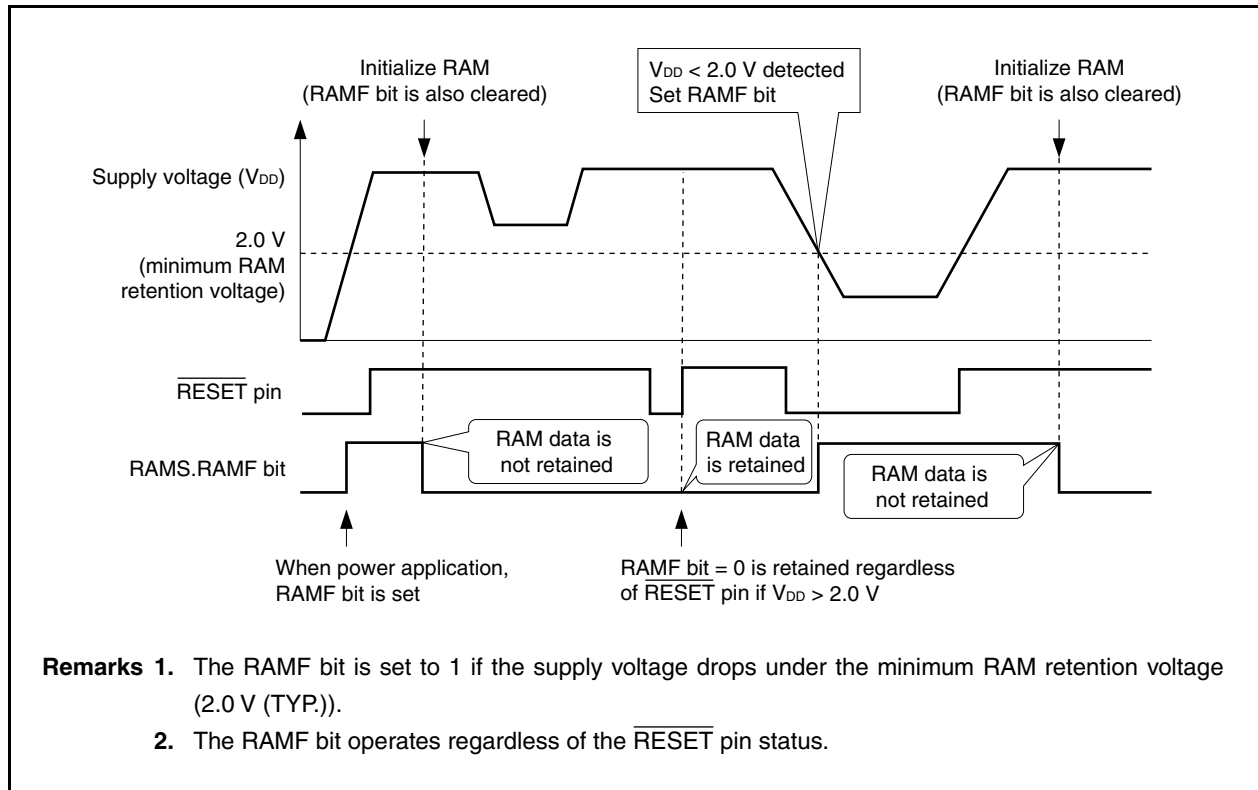 Initialize RAM
(RAMF bit is also cleared)
VDD < 2.0 V detected
Set RAMF bit
Initialize RAM
(RAMF bit is also cleared)
Supply voltage (VDD)
2.0 V
(minimum RAM
retention voltage)
RESET pin
RAMS.RAMF bit
RAM data is
not retained
RAM data
is retained
RAM data is
not retained
When power application,
RAMF bit is set
RAMF bit = 0 is retained regardless
of RESET pin if VDD > 2.0 V
Remarks 1. The RAMF bit is set to 1 if the supply voltage drops under the minimum RAM retention voltage
(2.0 V (TYP.)).
2. The RAMF bit operates regardless of the RESET pin status.